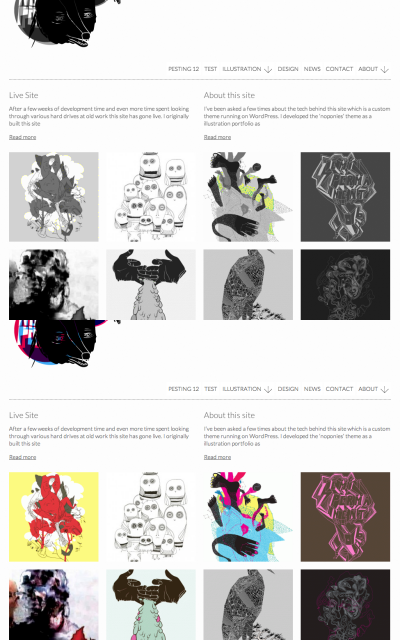 PESTING 12 TEST ILLUSTRATION DESIGN NEWS CONTACT ABOUT
Live Site
After a few weeks of development time and even more time spent looking
through various hard drives at old work this site has gone live. I originally
built this site
Read more
About this site
I've been asked a few times about the tech behind this site which is a custom
theme running on WordPress. I developed the 'noponies' theme as a
illustration portfolio as
Read more
PESTING 12 TEST ILLUSTRATION DESIGN NEWS CONTACT ABOUT
Live Site
After a few weeks of development time and even more time spent looking
through various hard drives at old work this site has gone live. I originally
built this site
Read more
About this site
I've been asked a few times about the tech behind this site which is a custom
theme running on WordPress. I developed the 'noponies' theme as a
illustration portfolio as
Read more